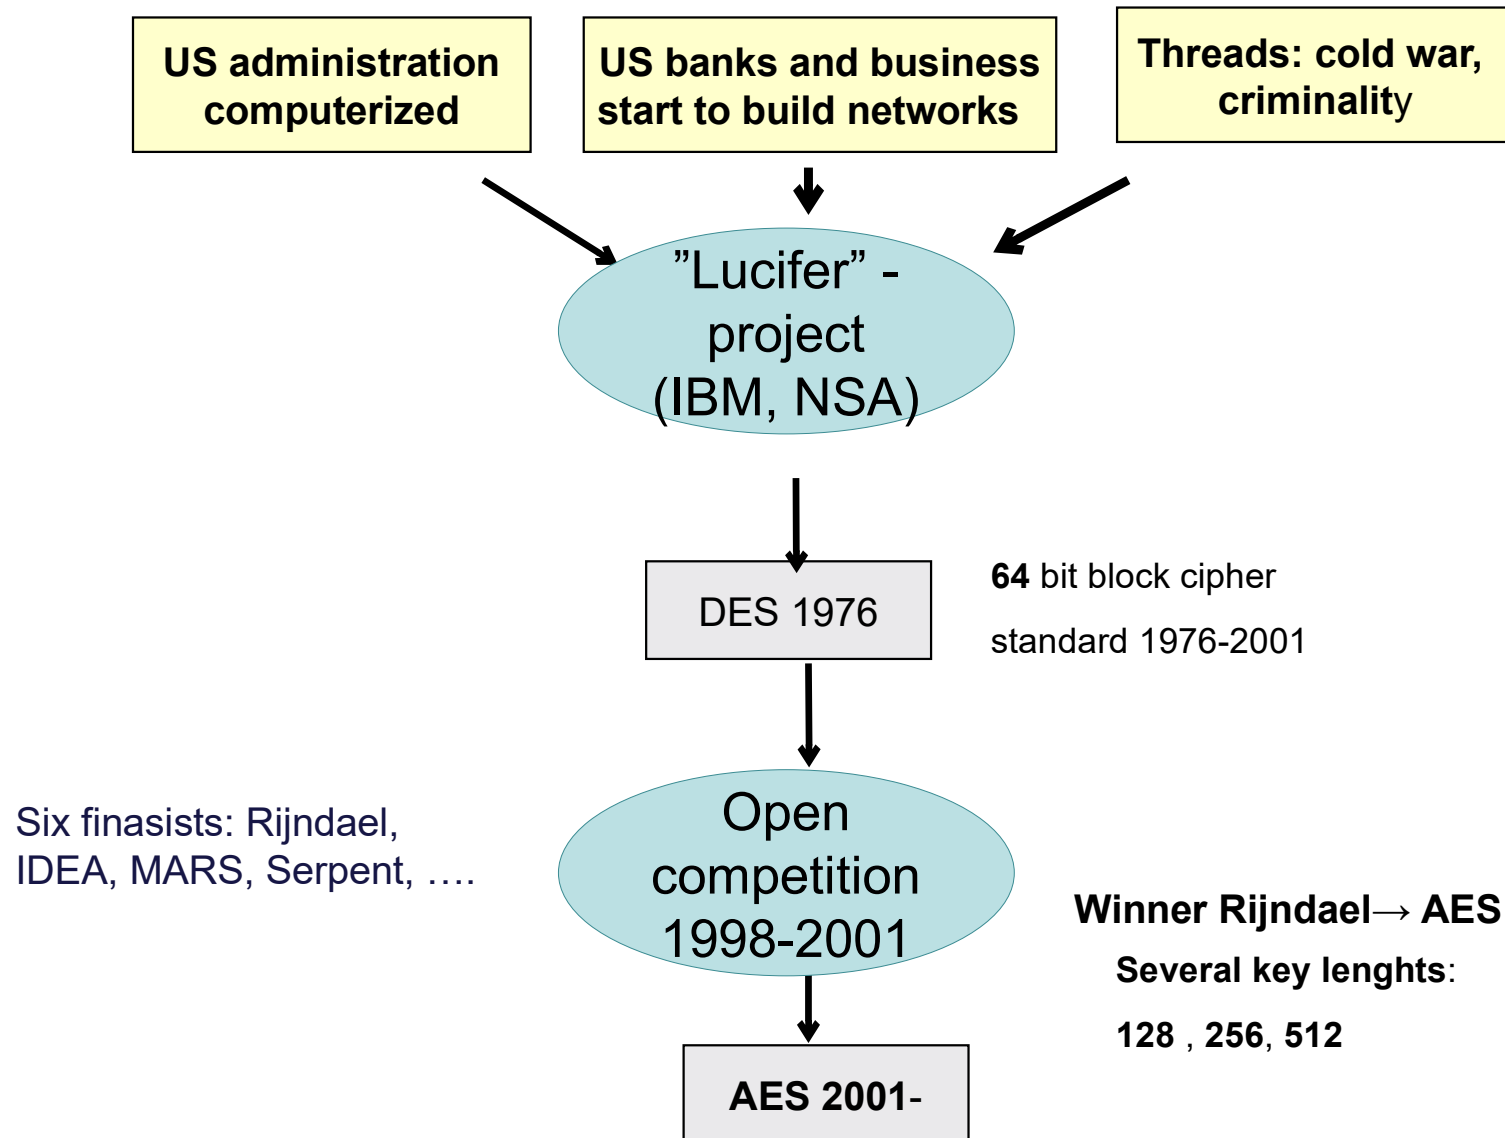 US administration
computerized
US banks and business
start to build networks
Threads: cold war,
criminality
”Lucifer” -
project
(IBM, NSA)
DES 1976
64 bit block cipher
standard 1976-2001
Six finasists: Rijndael,
IDEA, MARS, Serpent, ….
Open
competition
1998-2001
Winner Rijndael→ AES
Several key lenghts:
128 , 256, 512
AES 2001-